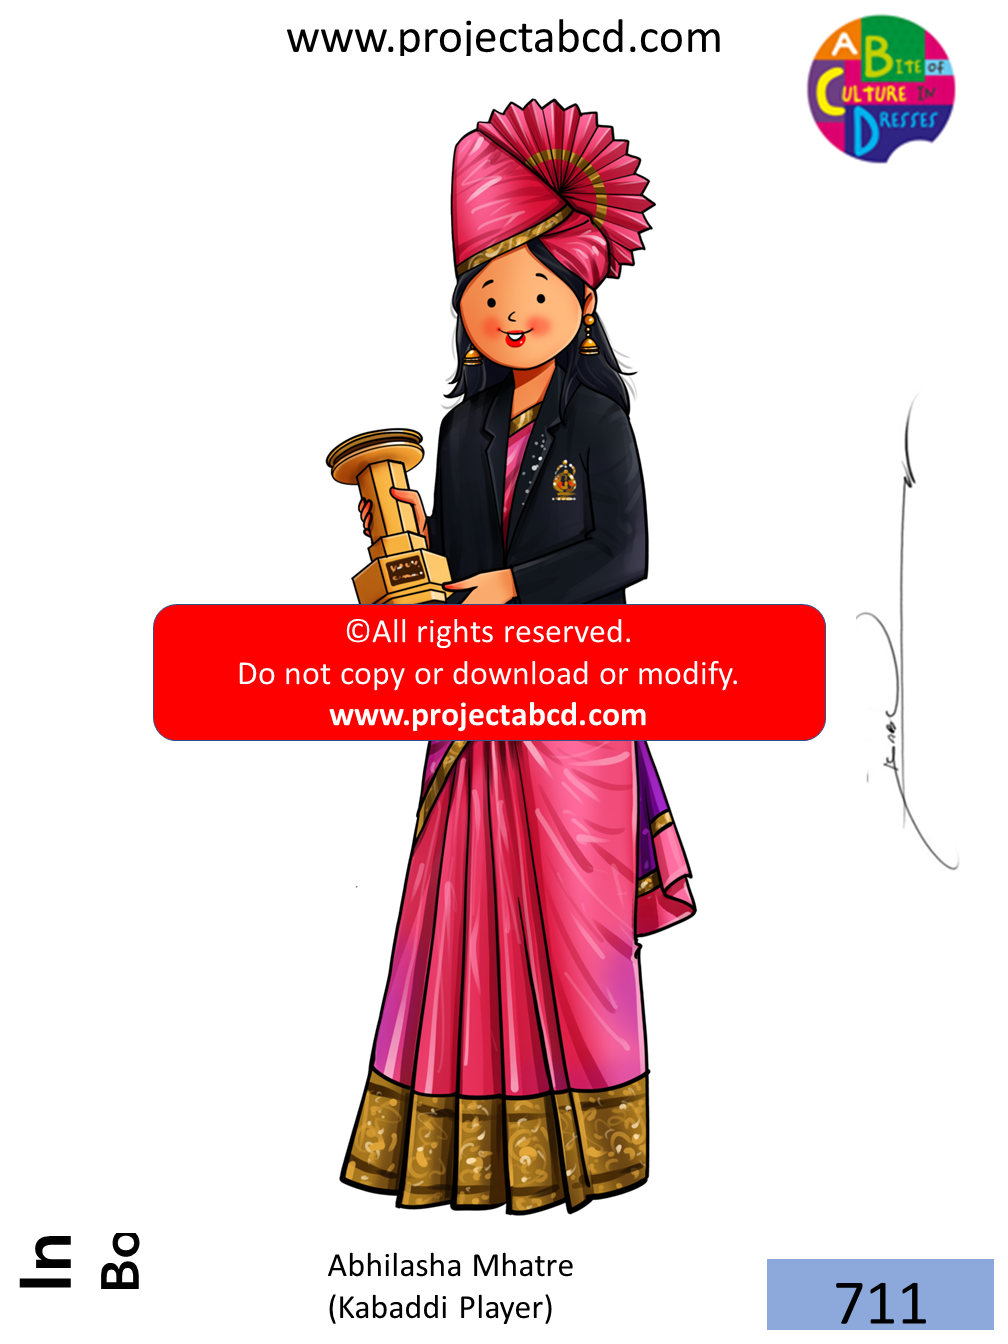 www.projectabcd.com
A BITE OF
CULTURE IN
DRESSES
©All rights reserved.
Do not copy or download or modify.
www.projectabcd.com
In
Bo
Abhilasha Mhatre
(Kabaddi Player)
711